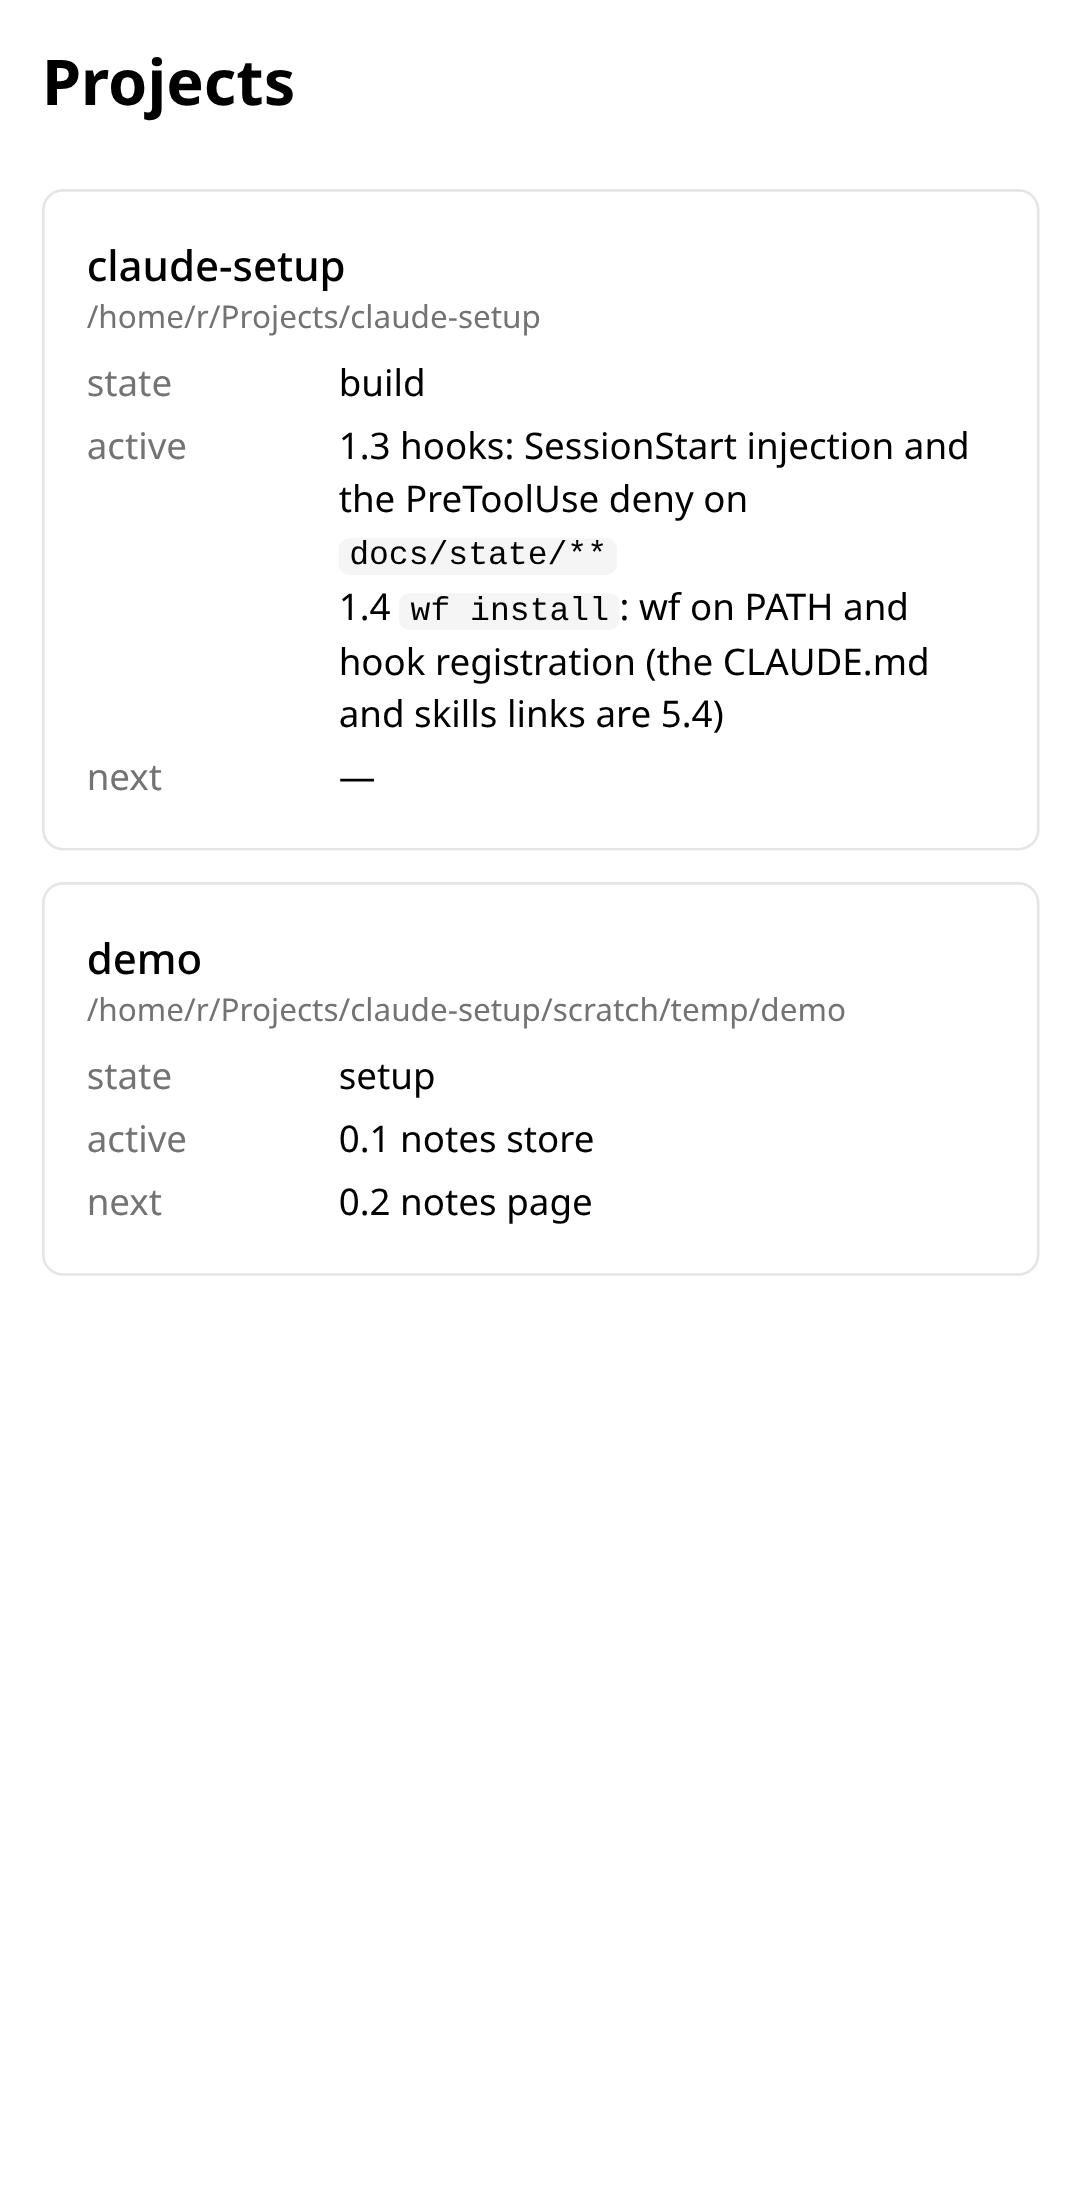 Projects
claude-setup
/home/r/Projects/claude-setup
state build
active 1.3 hooks: SessionStart injection and
the PreToolUse deny on
docs/state/**
1.4 wf install: wf on PATH and
hook registration (the CLAUDE.md
and skills links are 5.4)
next —
demo
/home/r/Projects/claude-setup/scratch/temp/demo
state setup
active 0.1 notes store
next 0.2 notes page